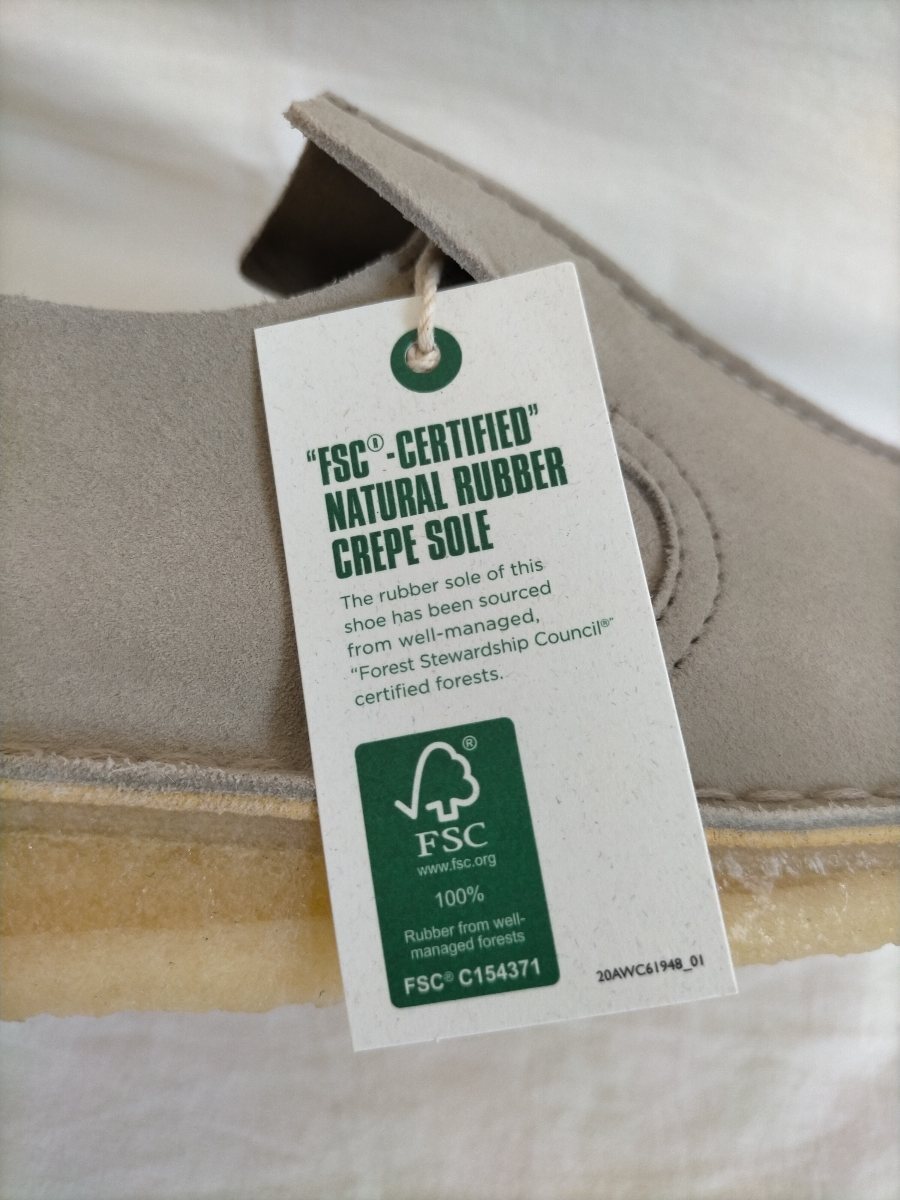 “FSC®-CERTIFIED”
NATURAL RUBBER
CREPE SOLE
The rubber sole of this
shoe has been sourced
from well-managed,
“Forest Stewardship Council®”
certified forests.
®
FSC
www.fsc.org
100%
Rubber from well-
managed forests
FSC® C154371
20AWC61948_01